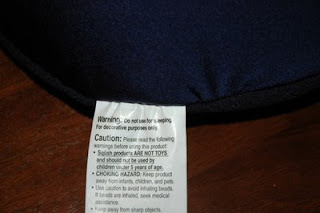 Warning: Do not use for sleeping.
For decorative purposes only.
Caution: Please read the following
warnings before using this product:
• Squish products ARE NOT TOYS,
and should not be used by
children under 5 years of age.
• CHOKING HAZARD: Keep product
away from infants, children, and pets.
• Use caution to avoid inhaling beads.
If inhaled, seek medical
assistance.
• Keep away from sharp objects.